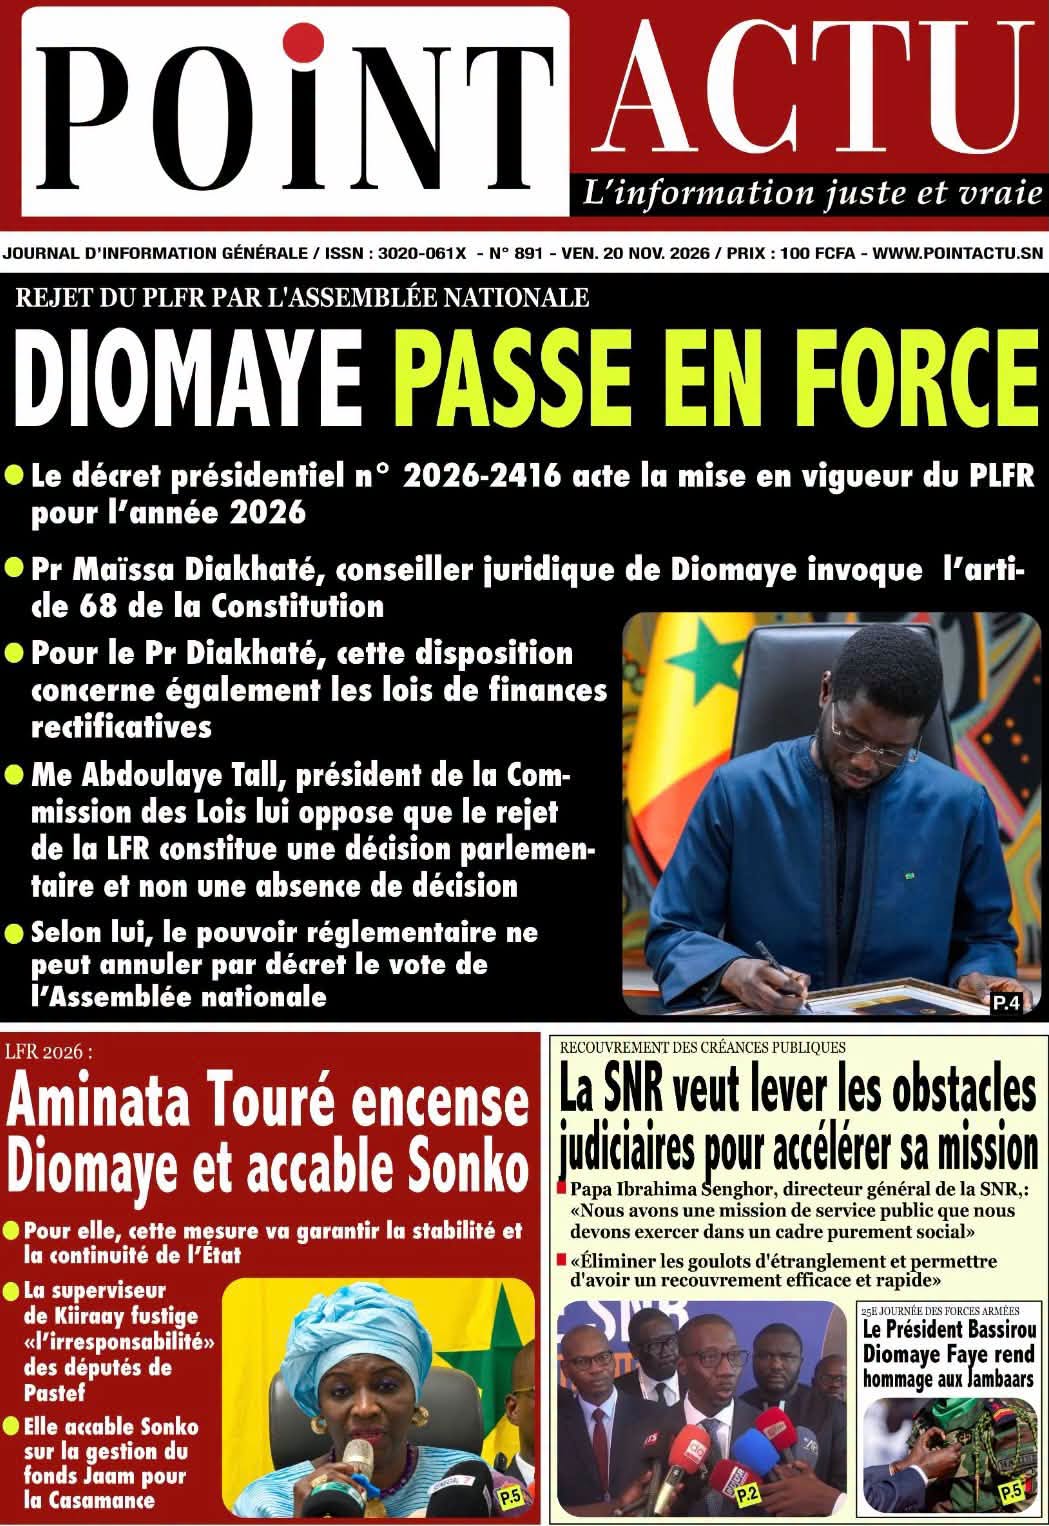 POiNT
ACTU
L'information juste et vraie
JOURNAL D'INFORMATION GÉNÉRALE / ISSN : 3020-061X - N° 891 - VEN. 20 NOV. 2026 / PRIX : 100 FCFA - WWW.POINTACTU.SN
REJET DU PLFR PAR L'ASSEMBLÉE NATIONALE
DIOMAYE PASSE EN FORCE
Le décret présidentiel n° 2026-2416 acte la mise en vigueur du PLFR
pour l'année 2026
Pr Maïssa Diakhaté, conseiller juridique de Diomaye invoque l'arti-
cle 68 de la Constitution
Pour le Pr Diakhaté, cette disposition
concerne également les lois de finances
rectificatives
Me Abdoulaye Tall, président de la Com-
mission des Lois lui oppose que le rejet
de la LFR constitue une décision parlemen-
taire et non une absence de décision
Selon lui, le pouvoir réglementaire ne
peut annuler par décret le vote de
l'Assemblée nationale
P.4
LFR 2026 :
Aminata Touré encense
Diomaye et accable Sonko
Pour elle, cette mesure va garantir la stabilité et
la continuité de l'État
La superviseur
de Kiiraay fustige
«l'irresponsabilité»
des députés de
Pastef
Elle accable Sonko
sur la gestion du
fonds Jaam pour
la Casamance
P.5
RECOUVREMENT DES CRÉANCES PUBLIQUES
La SNR veut lever les obstacles
judiciaires pour accélérer sa mission
Papa Ibrahima Senghor, directeur général de la SNR,:
«Nous avons une mission de service public que nous
devons exercer dans un cadre purement social»
«Éliminer les goulots d'étranglement et permettre
d'avoir un recouvrement efficace et rapide»
SNR
P.2
25E JOURNÉE DES FORCES ARMÉES
Le Président Bassirou
Diomaye Faye rend
hommage aux Jambaars
P.5